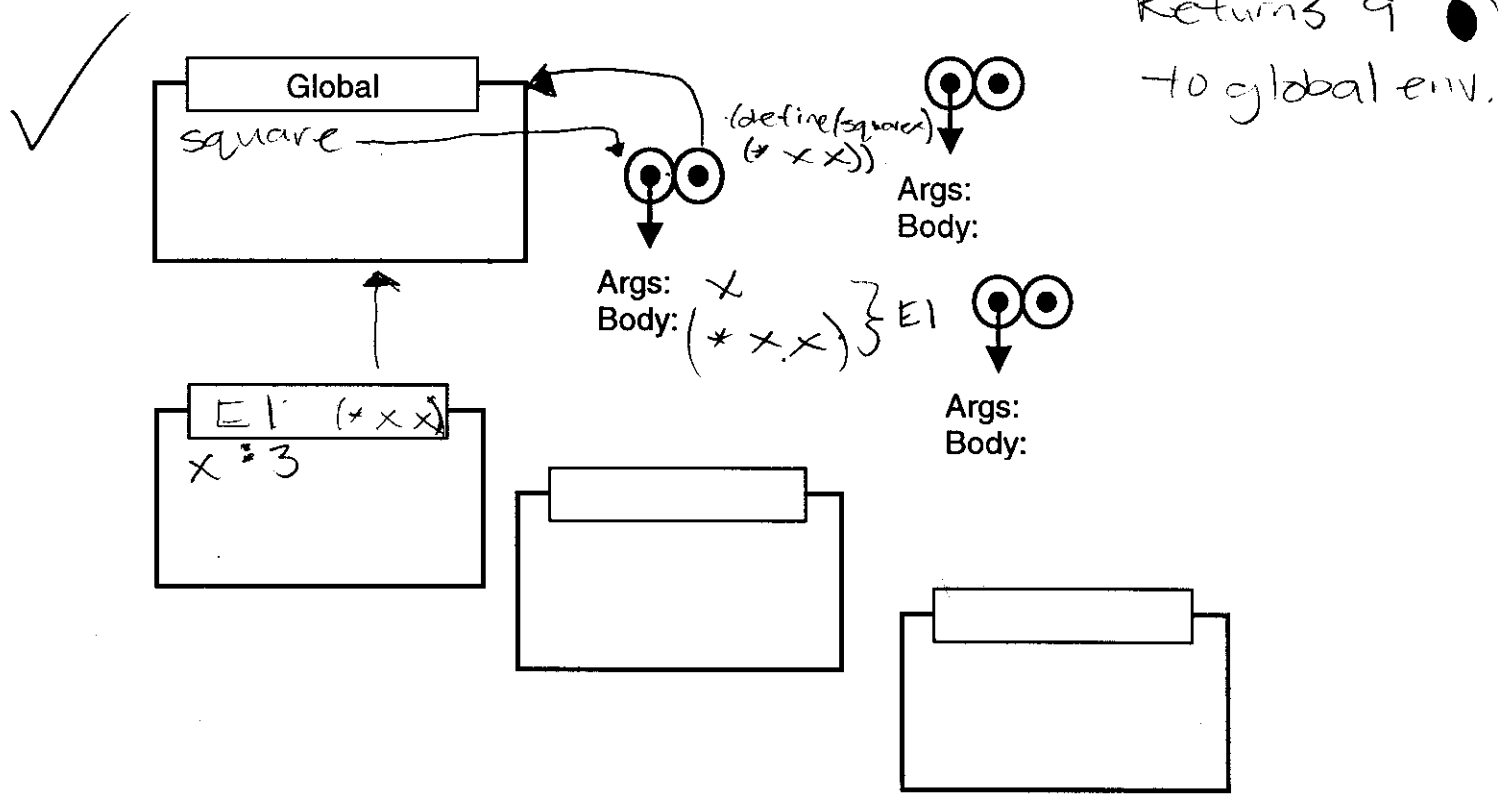 Returns 9
to global env.
Global
square
(define (square x)
(* x x))
Args:
Body:
Args: x
Body: (* x x) } E1
Args:
Body:
E1 (* x x)
x : 3